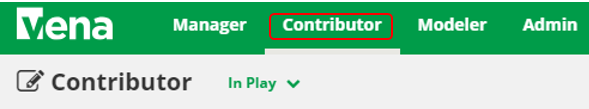 Vena Manager Contributor Modeler Admin
Contributor In Play